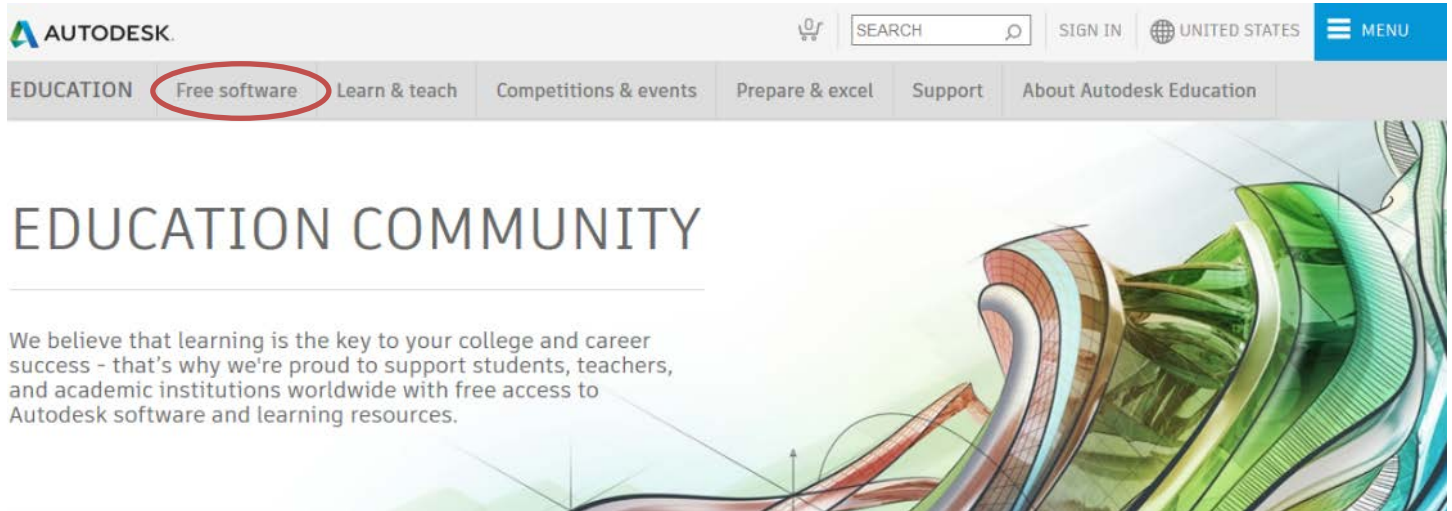 AUTODESK. 0 SEARCH SIGN IN UNITED STATES MENU
EDUCATION Free software Learn & teach Competitions & events Prepare & excel Support About Autodesk Education
EDUCATION COMMUNITY
We believe that learning is the key to your college and career
success - that's why we're proud to support students, teachers,
and academic institutions worldwide with free access to
Autodesk software and learning resources.